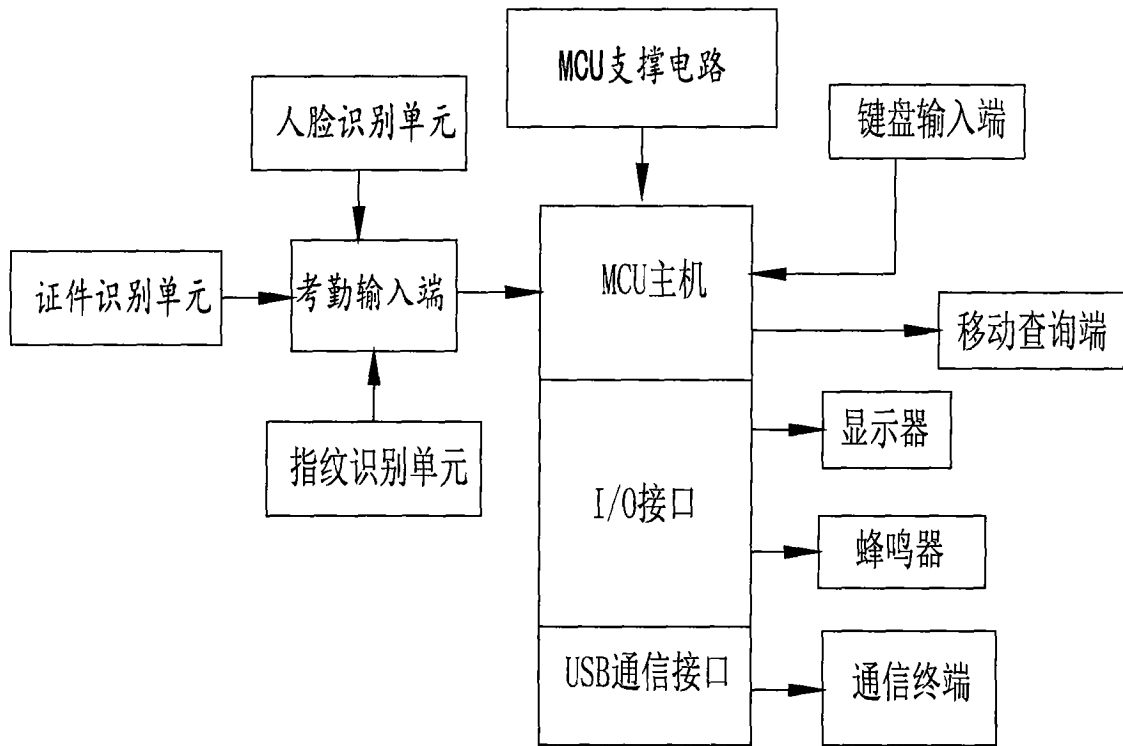 MCU支撑电路
人脸识别单元
键盘输入端
证件识别单元
考勤输入端
MCU主机
移动查询端
指纹识别单元
显示器
I/O接口
蜂鸣器
USB通信接口
通信终端